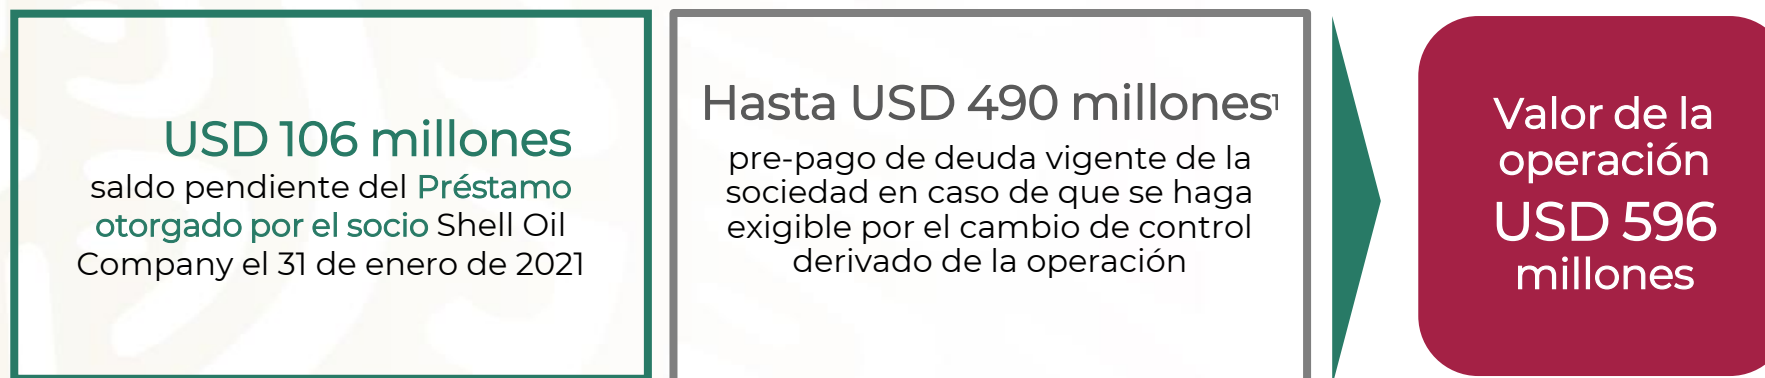 USD 106 millones
saldo pendiente del Préstamo
otorgado por el socio Shell Oil
Company el 31 de enero de 2021
Hasta USD 490 millones¹
pre-pago de deuda vigente de la
sociedad en caso de que se haga
exigible por el cambio de control
derivado de la operación
Valor de la
operación
USD 596
millones